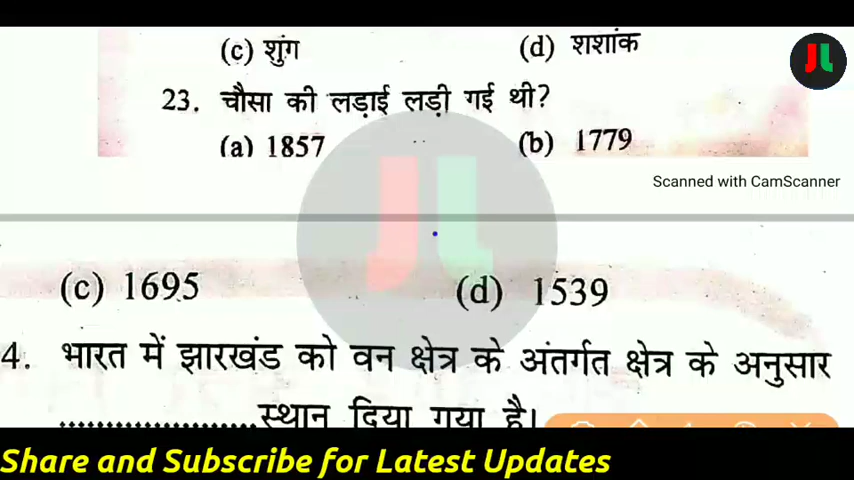 (c) शुंग (d) शशांक
JL
23. चौसा की लड़ाई लड़ी गई थी?
(a) 1857 (b) 1779
Scanned with CamScanner
(c) 1695 (d) 1539
4. भारत में झारखंड को वन क्षेत्र के अंतर्गत क्षेत्र के अनुसार
.....................स्थान दिया गया है।
Share and Subscribe for Latest Updates